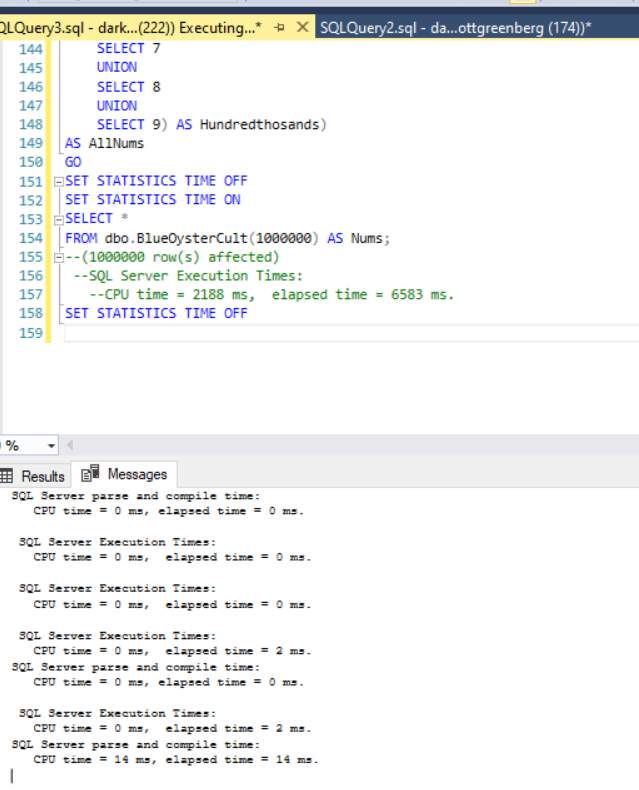 QLQuery3.sql - dark...(222)) Executing...* SQLQuery2.sql - da...ottgreenberg (174))*
144 SELECT 7
145 UNION
146 SELECT 8
147 UNION
148 SELECT 9) AS Hundredthosands)
149 AS AllNums
150 GO
151 SET STATISTICS TIME OFF
152 SET STATISTICS TIME ON
153 SELECT *
154 FROM dbo.BlueOysterCult(1000000) AS Nums;
155 --(1000000 row(s) affected)
156 --SQL Server Execution Times:
157 --CPU time = 2188 ms,  elapsed time = 6583 ms.
158 SET STATISTICS TIME OFF
159
%
Results Messages
SQL Server parse and compile time:
CPU time = 0 ms, elapsed time = 0 ms.
SQL Server Execution Times:
CPU time = 0 ms,  elapsed time = 0 ms.
SQL Server Execution Times:
CPU time = 0 ms,  elapsed time = 0 ms.
SQL Server Execution Times:
CPU time = 0 ms,  elapsed time = 2 ms.
SQL Server parse and compile time:
CPU time = 0 ms, elapsed time = 0 ms.
SQL Server Execution Times:
CPU time = 0 ms,  elapsed time = 2 ms.
SQL Server parse and compile time:
CPU time = 14 ms, elapsed time = 14 ms.